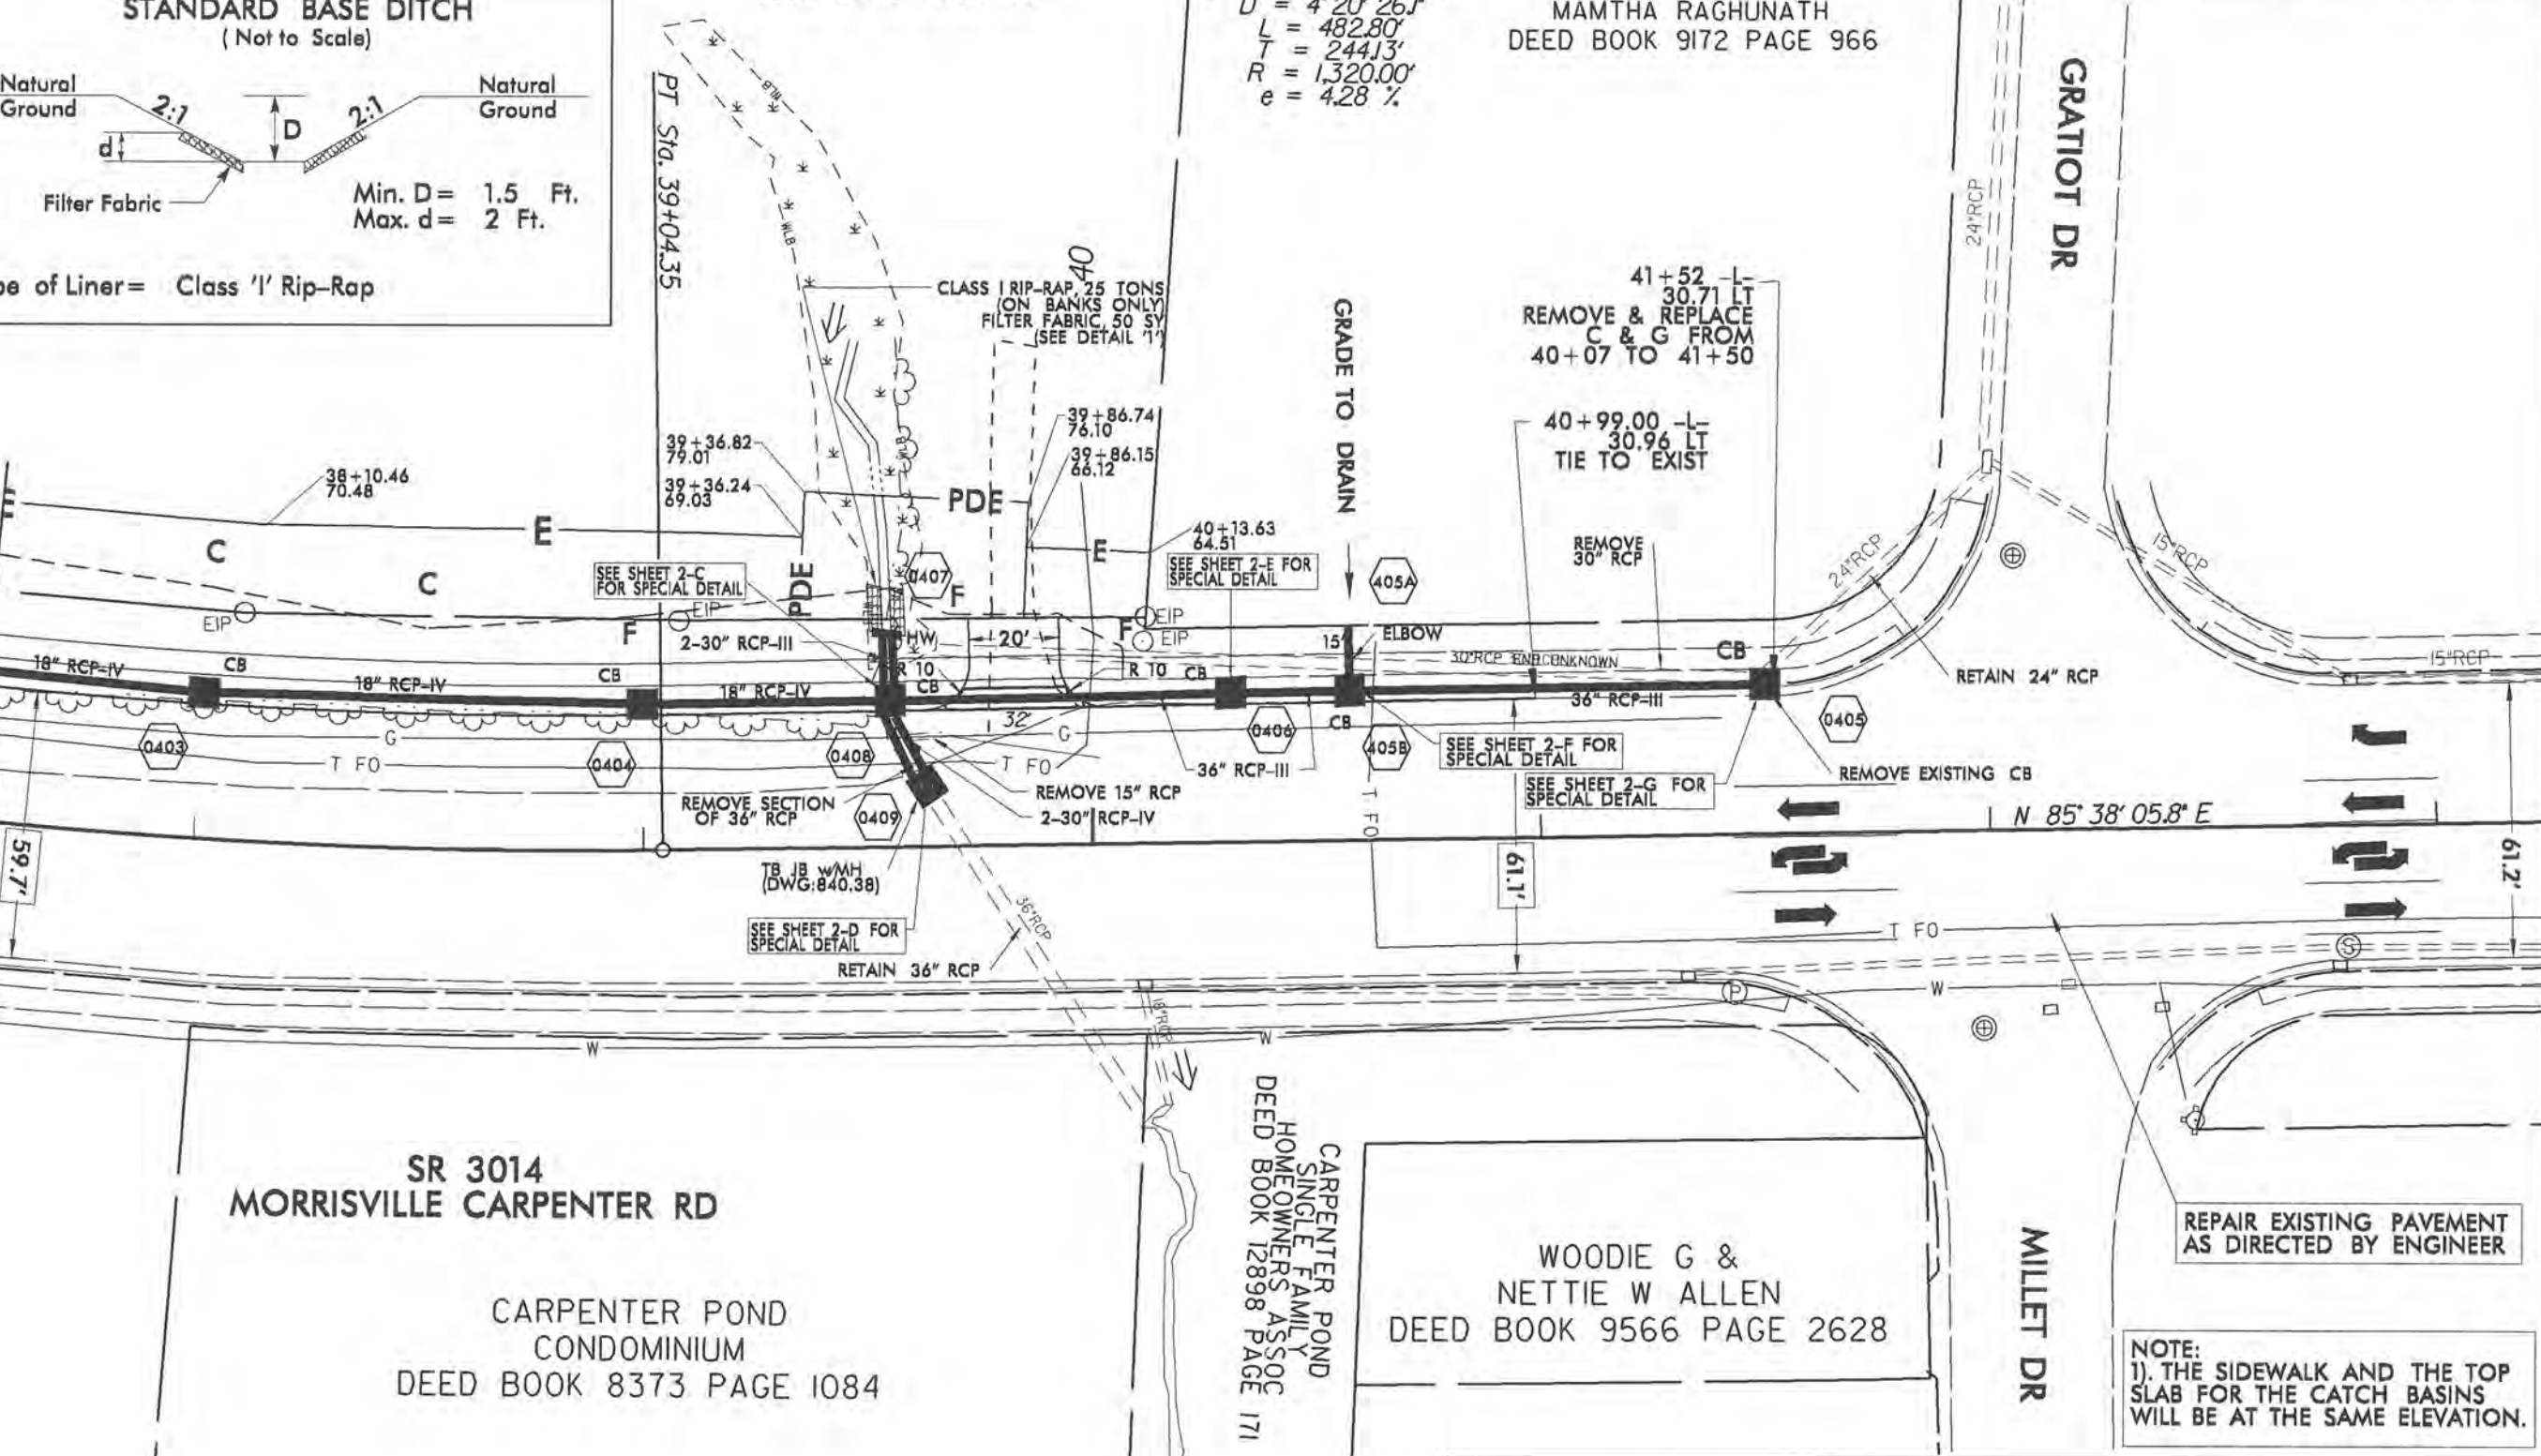 STANDARD BASE DITCH
( Not to Scale)
Natural
Ground
2:1
D
2:1
Natural
Ground
d
Filter Fabric
Min. D= 1.5 Ft.
Max. d= 2 Ft.
of Liner= Class 'I' Rip-Rap
PT Sta. 39+04.35
WLB
WLB
WLB
D = 4° 20' 26.1"
L = 482.80'
T = 244.13'
R = 1,320.00'
e = 4.28 %
MAMTHA RAGHUNATH
DEED BOOK 9172 PAGE 966
GRATIOT DR
24"RCP
CLASS I RIP-RAP, 25 TONS
(ON BANKS ONLY)
FILTER FABRIC, 50 SY
(SEE DETAIL '1')
40
GRADE TO DRAIN
41+52 -L-
30.71 LT
REMOVE & REPLACE
C & G FROM
40+07 TO 41+50
40+99.00 -L-
30.96 LT
TIE TO EXIST
39+36.82
79.01
39+36.24
69.03
39+86.74
76.10
39+86.15
66.12
38+10.46
70.48
E
C
C
E
PDE
PDE
E
40+13.63
64.51
SEE SHEET 2-C
FOR SPECIAL DETAIL
0407
F
SEE SHEET 2-E FOR
SPECIAL DETAIL
405A
REMOVE
30" RCP
24"RCP
15"RCP
EIP
EIP
F
F
EIP
EIP
2-30" RCP-III
HW
20'
15"
ELBOW
30"RCP END UNKNOWN
CB
R 10
R 10
CB
CB
CB
CB
18" RCP-IV
18" RCP-IV
18" RCP-IV
32'
36" RCP-III
RETAIN 24" RCP
15"RCP
0403
G
T FO
0404
0408
G
T FO
0406
CB
405B
0405
36" RCP-III
SEE SHEET 2-F FOR
SPECIAL DETAIL
SEE SHEET 2-G FOR
SPECIAL DETAIL
REMOVE EXISTING CB
REMOVE SECTION
OF 36" RCP
0409
REMOVE 15" RCP
2-30" RCP-IV
T FO
N 85° 38' 05.8" E
59.7'
61.1'
61.2'
TB JB w/MH
(DWG:840.38)
SEE SHEET 2-D FOR
SPECIAL DETAIL
36"RCP
RETAIN 36" RCP
T FO
S
P
W
W
W
18"RCP
SR 3014
MORRISVILLE CARPENTER RD
CARPENTER POND
CONDOMINIUM
DEED BOOK 8373 PAGE 1084
CARPENTER POND
SINGLE FAMILY
HOMEOWNERS ASSOC
DEED BOOK 12898 PAGE 171
WOODIE G &
NETTIE W ALLEN
DEED BOOK 9566 PAGE 2628
MILLET DR
REPAIR EXISTING PAVEMENT
AS DIRECTED BY ENGINEER
NOTE:
1). THE SIDEWALK AND THE TOP
SLAB FOR THE CATCH BASINS
WILL BE AT THE SAME ELEVATION.